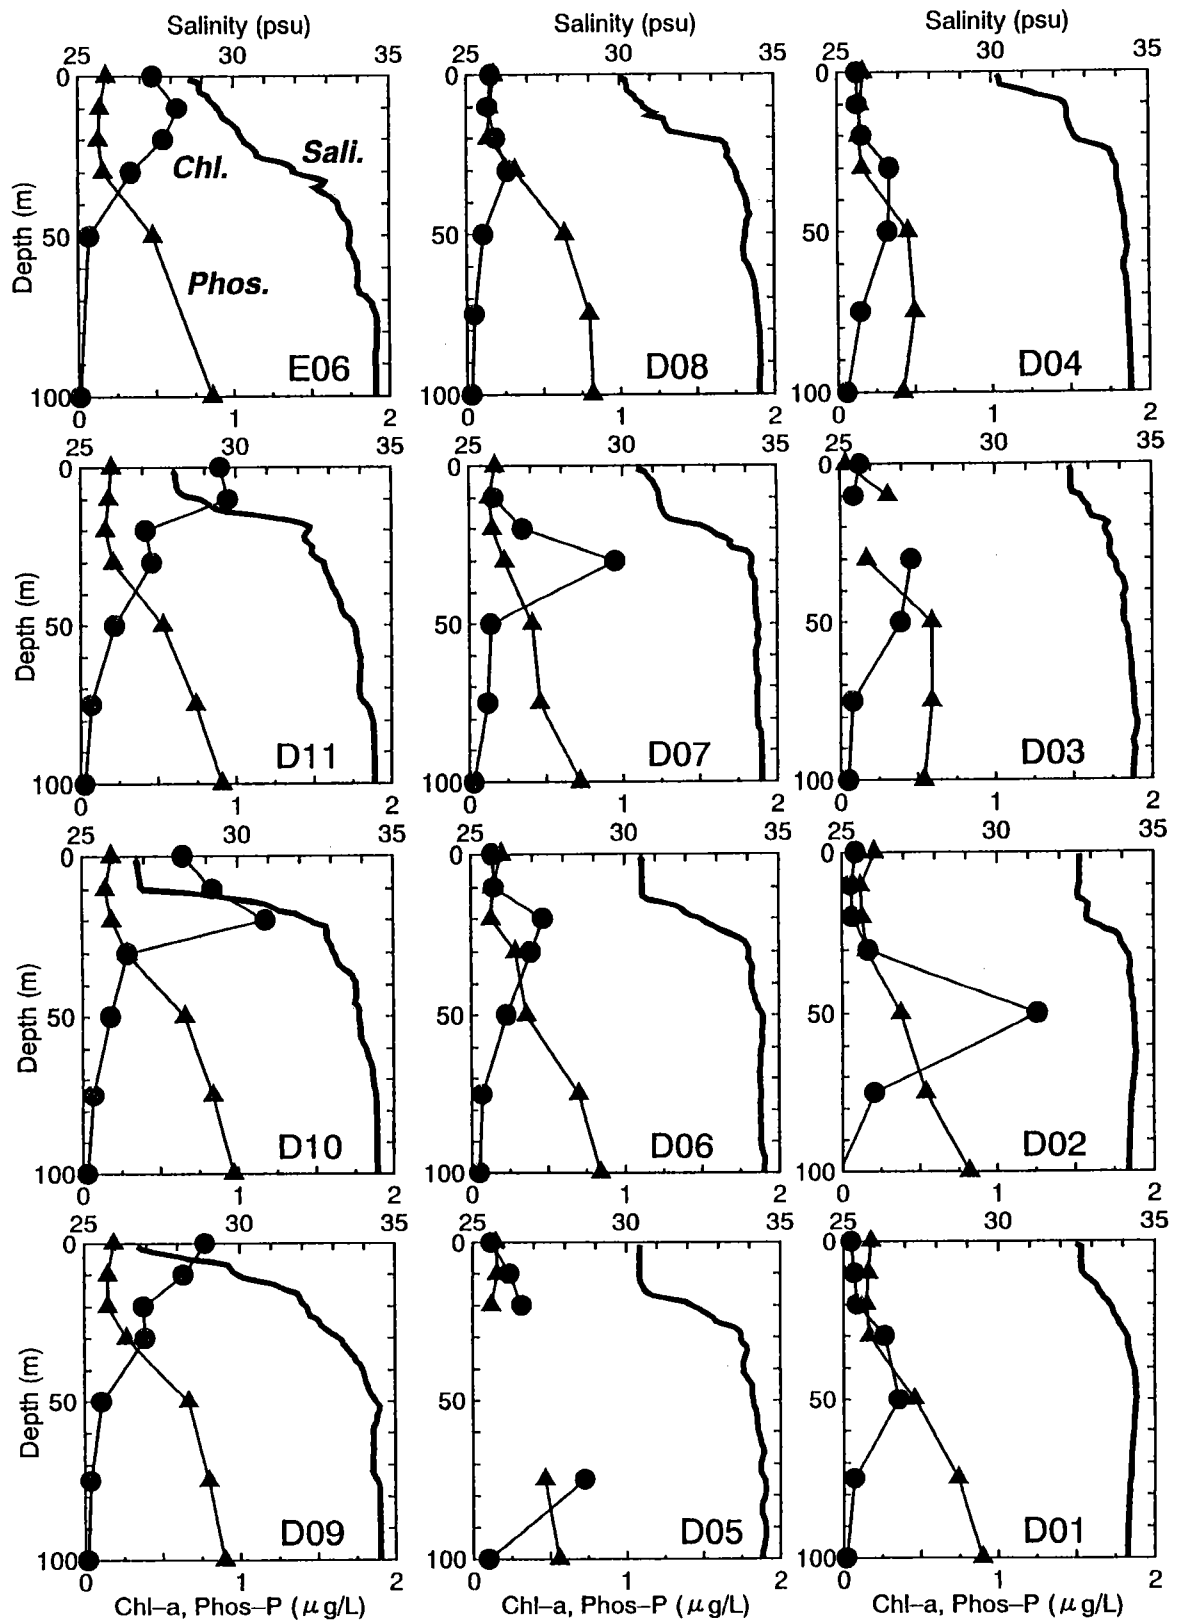 Salinity (psu) Salinity (psu) Salinity (psu)
25 30 35 25 30 35 25 30 35
0 0 0
Sali.
Chl.
Depth (m)
50 50 50
Phos.
E06 D08 D04
100 100 100
0 1 2 0 1 2 0 1 2
25 30 35 25 30 35 25 30 35
0 0 0
Depth (m)
50 50 50
D11 D07 D03
100 100 100
0 1 2 0 1 2 0 1 2
25 30 35 25 30 35 25 30 35
0 0 0
Depth (m)
50 50 50
D10 D06 D02
100 100 100
0 1 2 0 1 2 0 1 2
25 30 35 25 30 35 25 30 35
0 0 0
Depth (m)
50 50 50
D09 D05 D01
100 100 100
0 1 2 0 1 2 0 1 2
Chl–a, Phos–P ( μ g/L) Chl–a, Phos–P ( μ g/L) Chl–a, Phos–P ( μ g/L)